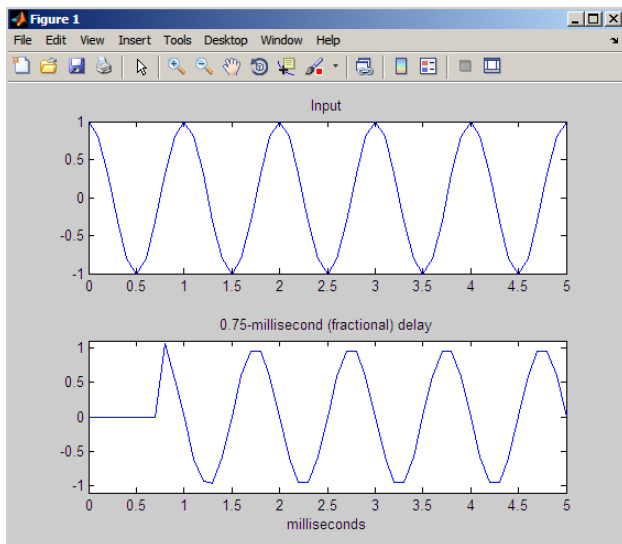 Figure 1
File Edit View Insert Tools Desktop Window Help
Input
1
0.5
0
-0.5
-1
0 0.5 1 1.5 2 2.5 3 3.5 4 4.5 5
0.75-millisecond (fractional) delay
1
0.5
0
-0.5
-1
0 0.5 1 1.5 2 2.5 3 3.5 4 4.5 5
milliseconds